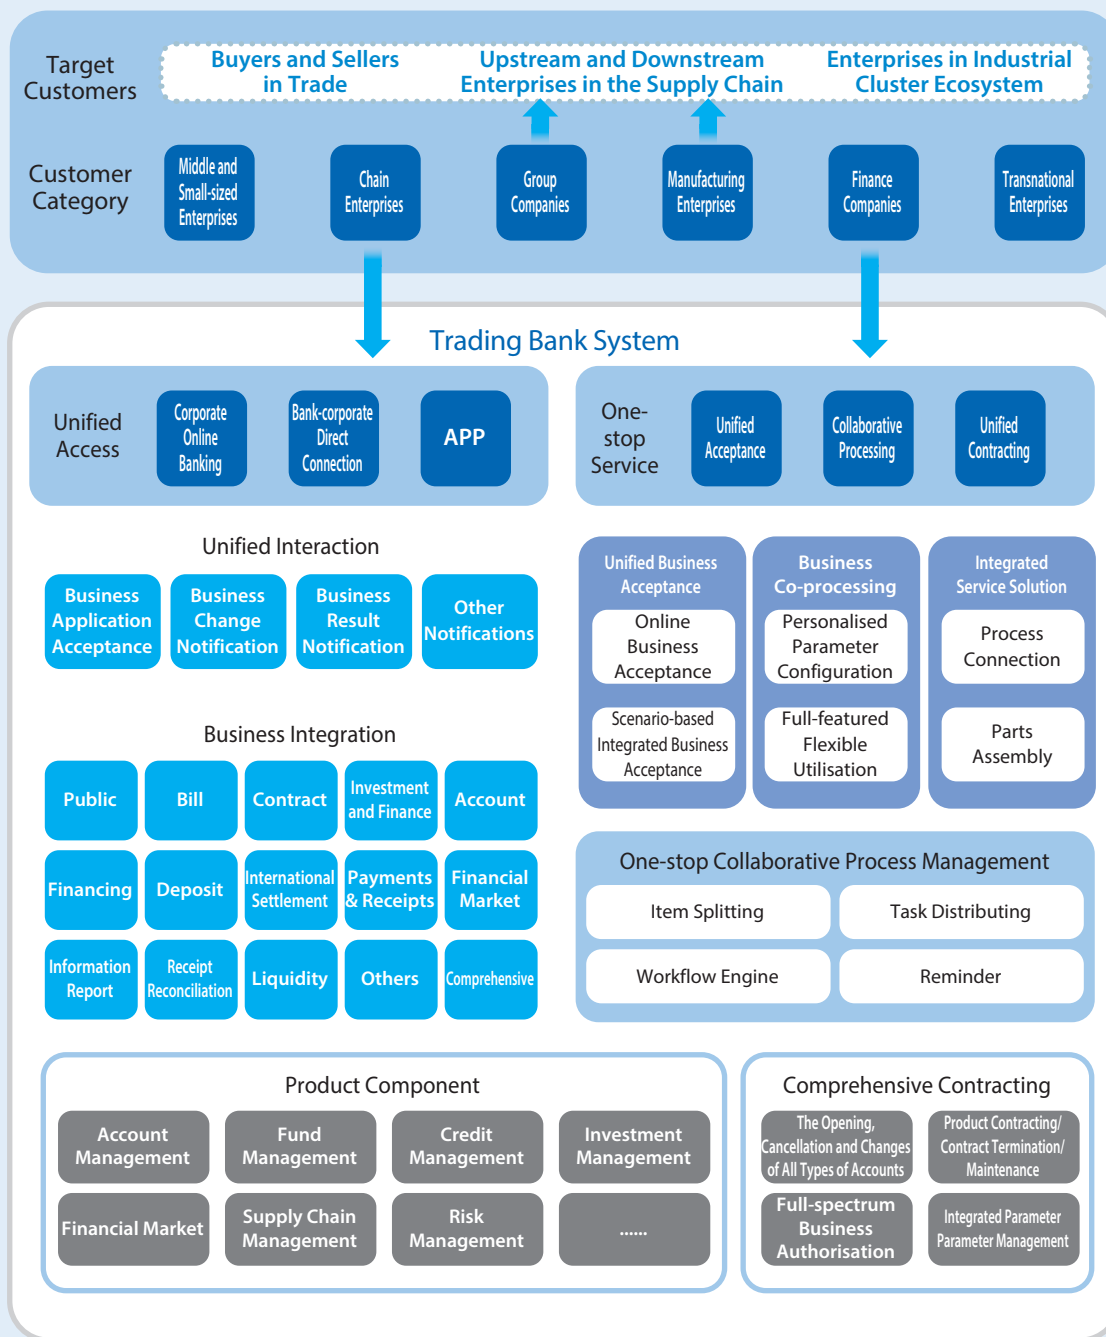 Target
Customers
Buyers and Sellers
in Trade
Upstream and Downstream
Enterprises in the Supply Chain
Enterprises in Industrial
Cluster Ecosystem
Customer
Category
Middle and
Small-sized
Enterprises
Chain
Enterprises
Group
Companies
Manufacturing
Enterprises
Finance
Companies
Transnational
Enterprises
Trading Bank System
Unified
Access
Corporate
Online
Banking
Bank-corporate
Direct
Connection
APP
One-
stop
Service
Unified
Acceptance
Collaborative
Processing
Unified
Contracting
Unified Interaction
Business
Application
Acceptance
Business
Change
Notification
Business
Result
Notification
Other
Notifications
Business Integration
Public
Bill
Contract
Investment
and Finance
Account
Financing
Deposit
International
Settlement
Payments
& Receipts
Financial
Market
Information
Report
Receipt
Reconciliation
Liquidity
Others
Comprehensive
Unified Business
Acceptance
Online
Business
Acceptance
Scenario-based
Integrated Business
Acceptance
Business
Co-processing
Personalised
Parameter
Configuration
Full-featured
Flexible
Utilisation
Integrated
Service Solution
Process
Connection
Parts
Assembly
One-stop Collaborative Process Management
Item Splitting
Task Distributing
Workflow Engine
Reminder
Product Component
Account
Management
Fund
Management
Credit
Management
Investment
Management
Financial Market
Supply Chain
Management
Risk
Management
......
Comprehensive Contracting
The Opening,
Cancellation and Changes
of All Types of Accounts
Product Contracting/
Contract Termination/
Maintenance
Full-spectrum
Business
Authorisation
Integrated Parameter
Parameter Management